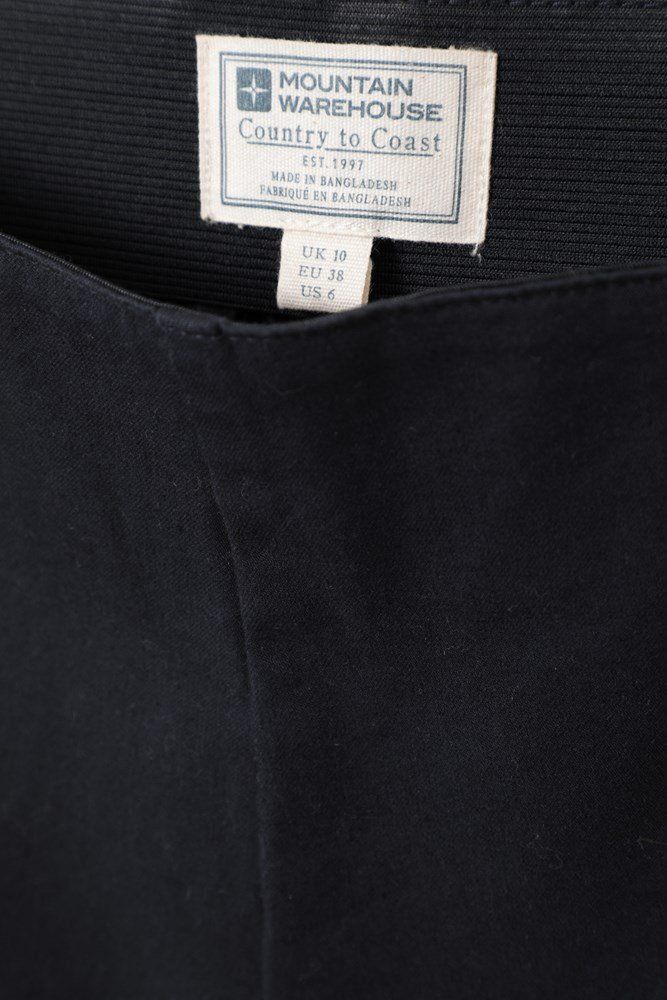 MOUNTAIN
WAREHOUSE
Country to Coast
EST. 1997
MADE IN BANGLADESH
FABRIQUÉ EN BANGLADESH
UK 10
EU 38
US 6